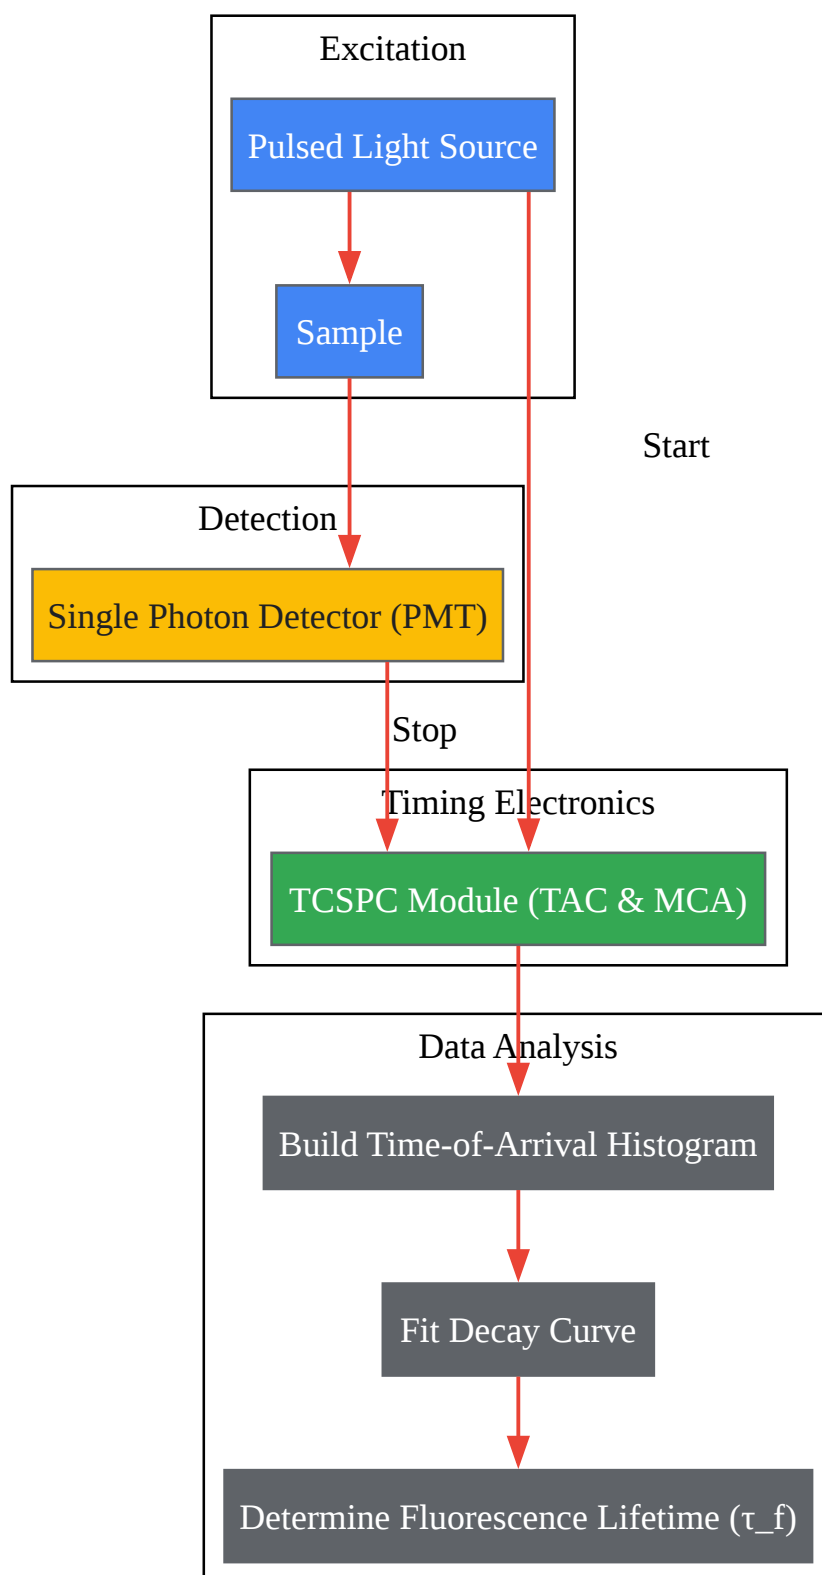 Excitation
Pulsed Light Source
Sample
Start
Detection
Single Photon Detector (PMT)
Stop
Timing Electronics
TCSPC Module (TAC & MCA)
Data Analysis
Build Time-of-Arrival Histogram
Fit Decay Curve
Determine Fluorescence Lifetime (τ_f)